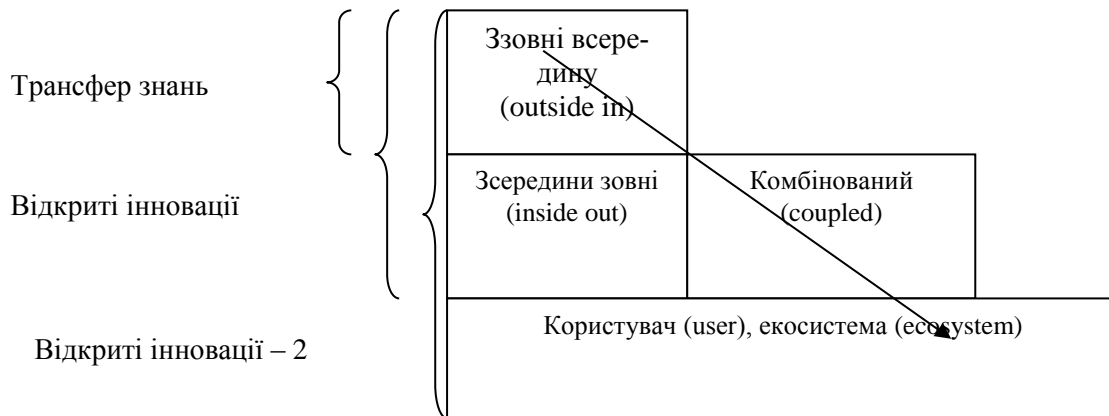 Ззовні всере-
дину
(outside in)
Трансфер знань
Зсередини зовні
(inside out)
Комбінований
(coupled)
Відкриті інновації
Користувач (user), екосистема (ecosystem)
Відкриті інновації – 2